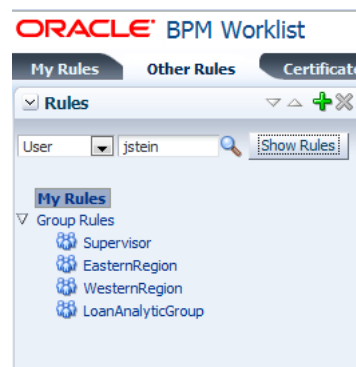 ORACLE BPM Worklist
My Rules Other Rules Certificate
Rules
User jstein Show Rules
My Rules
Group Rules
Supervisor
EasternRegion
WesternRegion
LoanAnalyticGroup